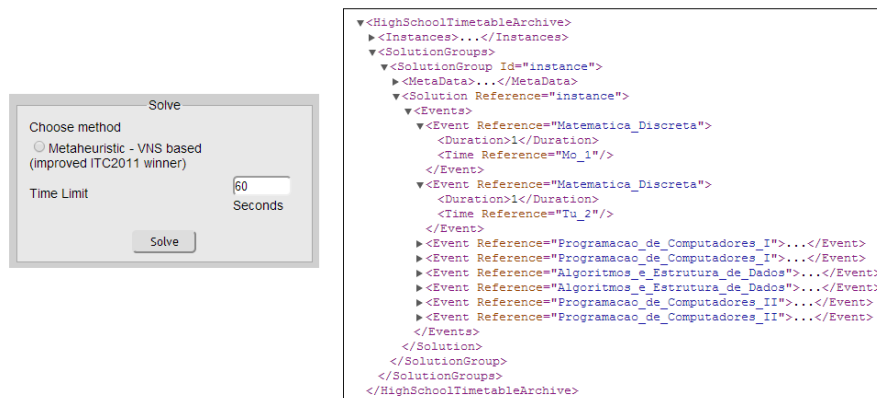 Solve
Choose method
Metaheuristic - VNS based
(improved ITC2011 winner)
Time Limit
60
Seconds
Solve
▼<HighSchoolTimetableArchive>
▶<Instances>...</Instances>
▼<SolutionGroups>
▼<SolutionGroup Id="instance">
▶<MetaData>...</MetaData>
▼<Solution Reference="instance">
▼<Events>
▼<Event Reference="Matematica_Discreta">
<Duration>1</Duration>
<Time Reference="Mo_1"/>
</Event>
▼<Event Reference="Matematica_Discreta">
<Duration>1</Duration>
<Time Reference="Tu_2"/>
</Event>
▶<Event Reference="Programacao_de_Computadores_I">...</Event>
▶<Event Reference="Programacao_de_Computadores_I">...</Event>
▶<Event Reference="Algoritmos_e_Estrutura_de_Dados">...</Event>
▶<Event Reference="Algoritmos_e_Estrutura_de_Dados">...</Event>
▶<Event Reference="Programacao_de_Computadores_II">...</Event>
▶<Event Reference="Programacao_de_Computadores_II">...</Event>
</Events>
</Solution>
</SolutionGroup>
</SolutionGroups>
</HighSchoolTimetableArchive>